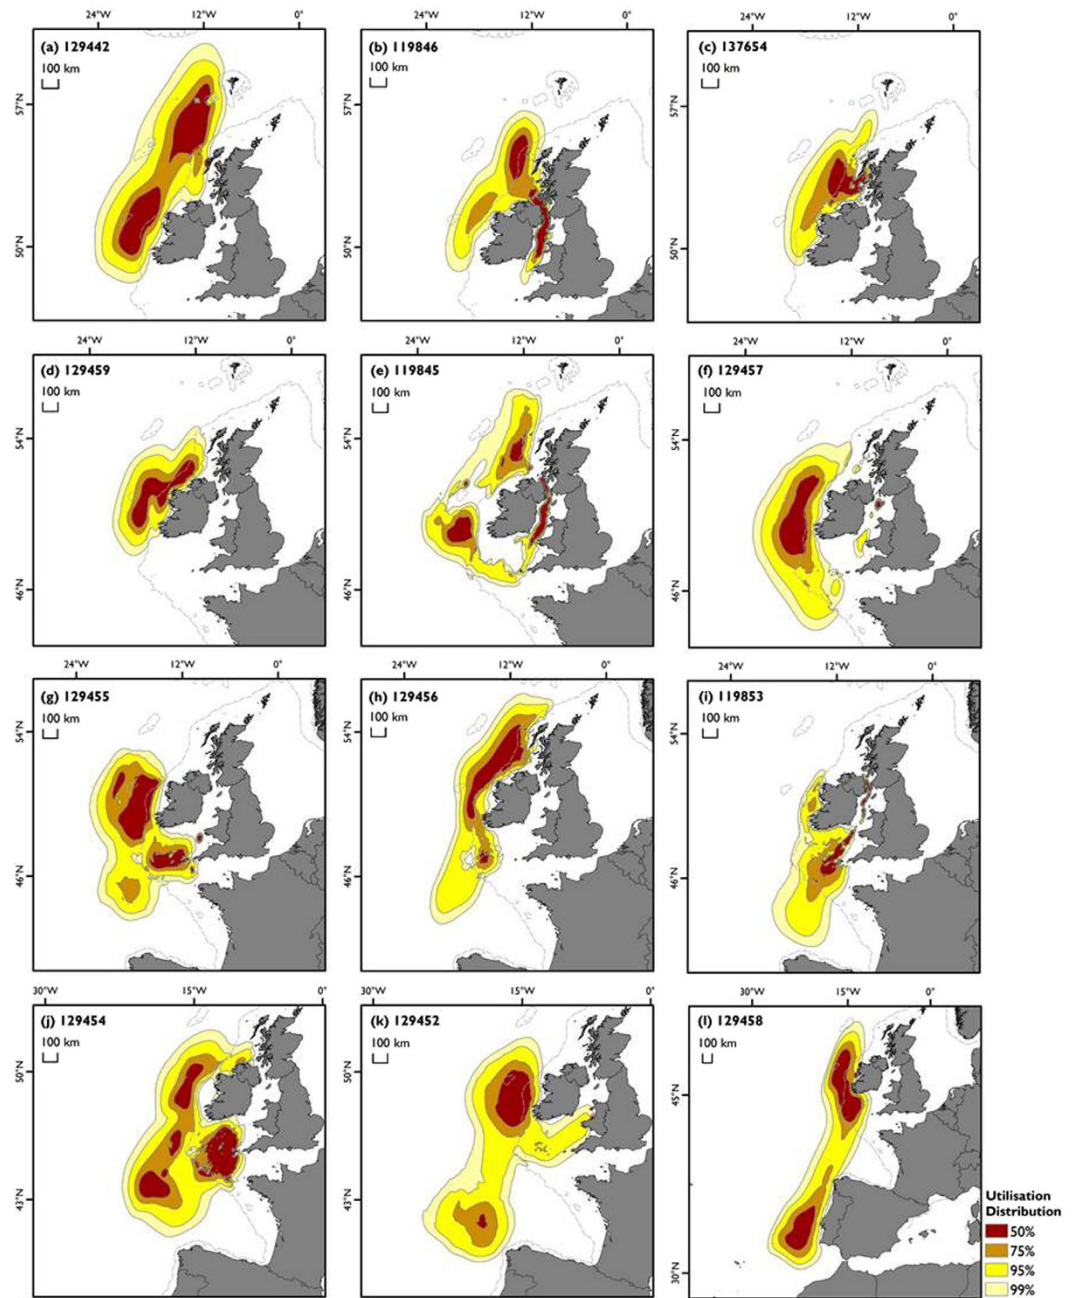 24°W 12°W 0° 24°W 12°W 0° 24°W 12°W 0°
(a) 129442 (b) 119846 (c) 137654
100 km 100 km 100 km
57°N 57°N 57°N
50°N 50°N 50°N
24°W 12°W 0° 24°W 12°W 0° 24°W 12°W 0°
(d) 129459 (e) 119845 (f) 129457
100 km 100 km 100 km
54°N 54°N 54°N
46°N 46°N 46°N
24°W 12°W 0° 24°W 12°W 0° 24°W 12°W 0°
(g) 129455 (h) 129456 (i) 119853
100 km 100 km 100 km
54°N 54°N 54°N
46°N 46°N 46°N
30°W 15°W 0° 30°W 15°W 0° 30°W 15°W 0°
(j) 129454 (k) 129452 (l) 129458
100 km 100 km 100 km
50°N 50°N 45°N
43°N 43°N 30°N
Utilisation
Distribution
50%
75%
95%
99%